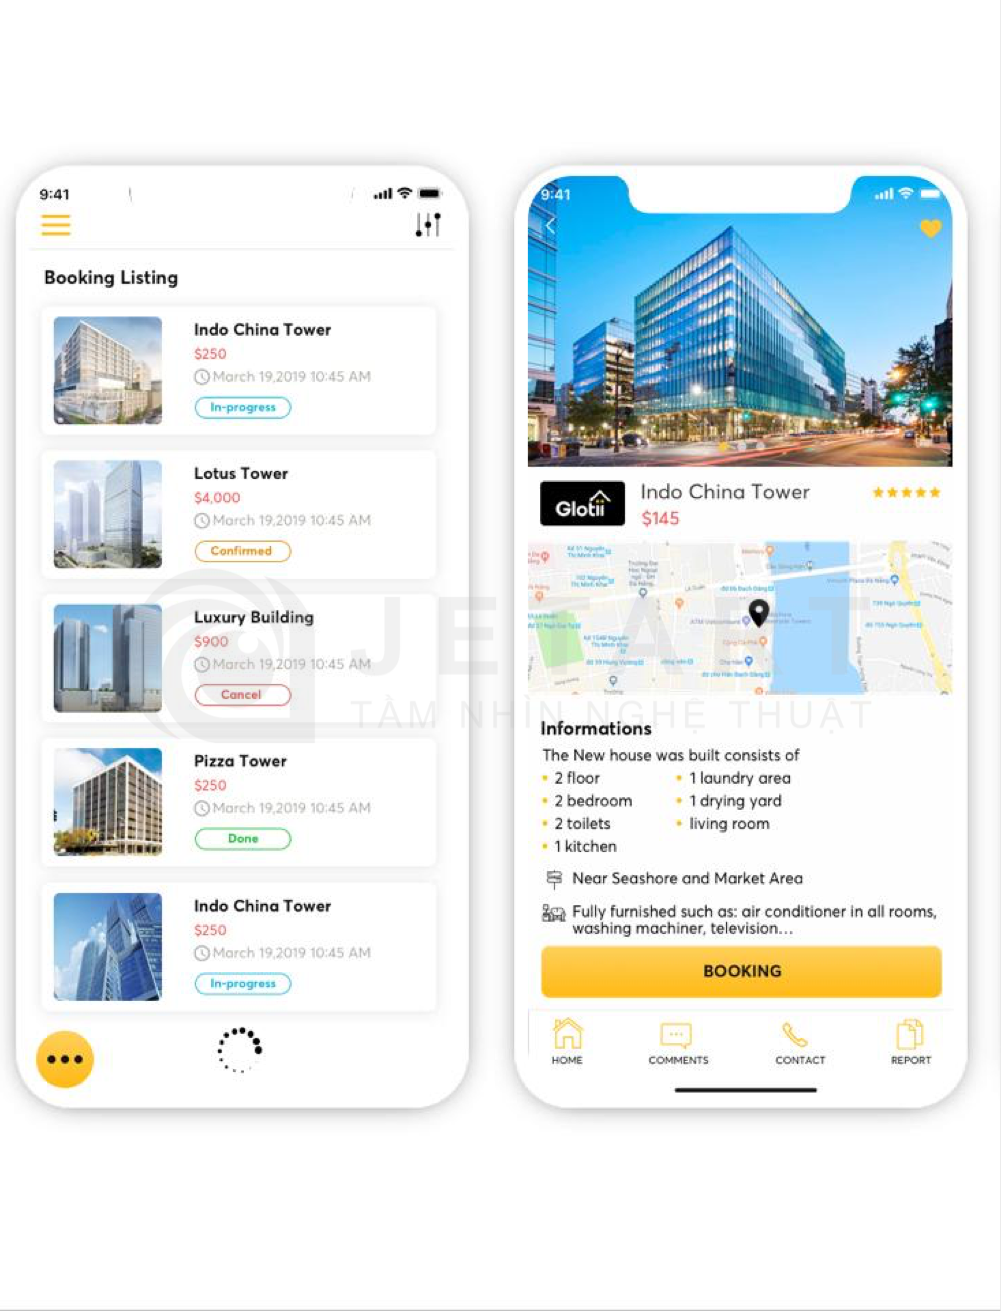 9:41
Booking Listing
Indo China Tower
$250
March 19,2019 10:45 AM
In-progress
Lotus Tower
$4,000
March 19,2019 10:45 AM
Confirmed
Luxury Building
$900
March 19,2019 10:45 AM
Cancel
Pizza Tower
$250
March 19,2019 10:45 AM
Done
Indo China Tower
$250
March 19,2019 10:45 AM
In-progress
9:41
Glotii
Indo China Tower
$145
Informations
The New house was built consists of
2 floor
1 laundry area
2 bedroom
1 drying yard
2 toilets
living room
1 kitchen
Near Seashore and Market Area
Fully furnished such as: air conditioner in all rooms,
washing machiner, television...
BOOKING
HOME
COMMENTS
CONTACT
REPORT
JETART
TẦM NHÌN NGHỆ THUẬT